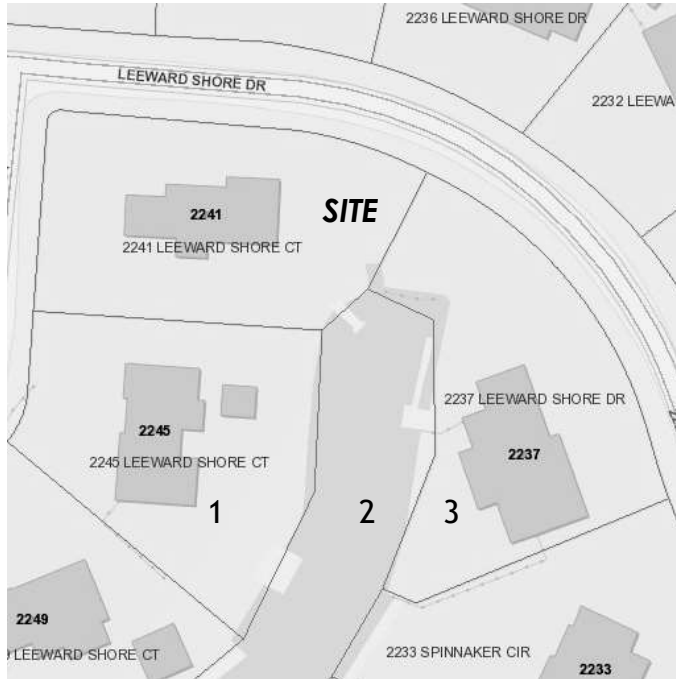 2236 LEEWARD SHORE DR
LEEWARD SHORE DR
2232 LEEWA
SITE
2241
2241 LEEWARD SHORE CT
2237 LEEWARD SHORE DR
2245
2237
2245 LEEWARD SHORE CT
1
2
3
2249
LEEWARD SHORE CT
2233 SPINNAKER CIR
2233